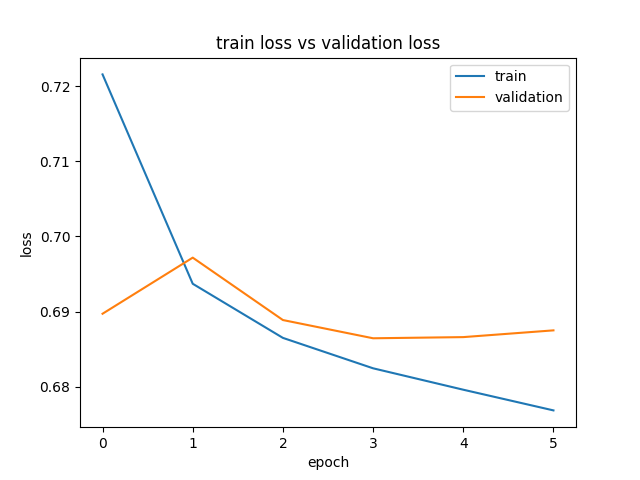 train loss vs validation loss
train
validation
0.72
0.71
0.70
0.69
0.68
loss
0 1 2 3 4 5
epoch